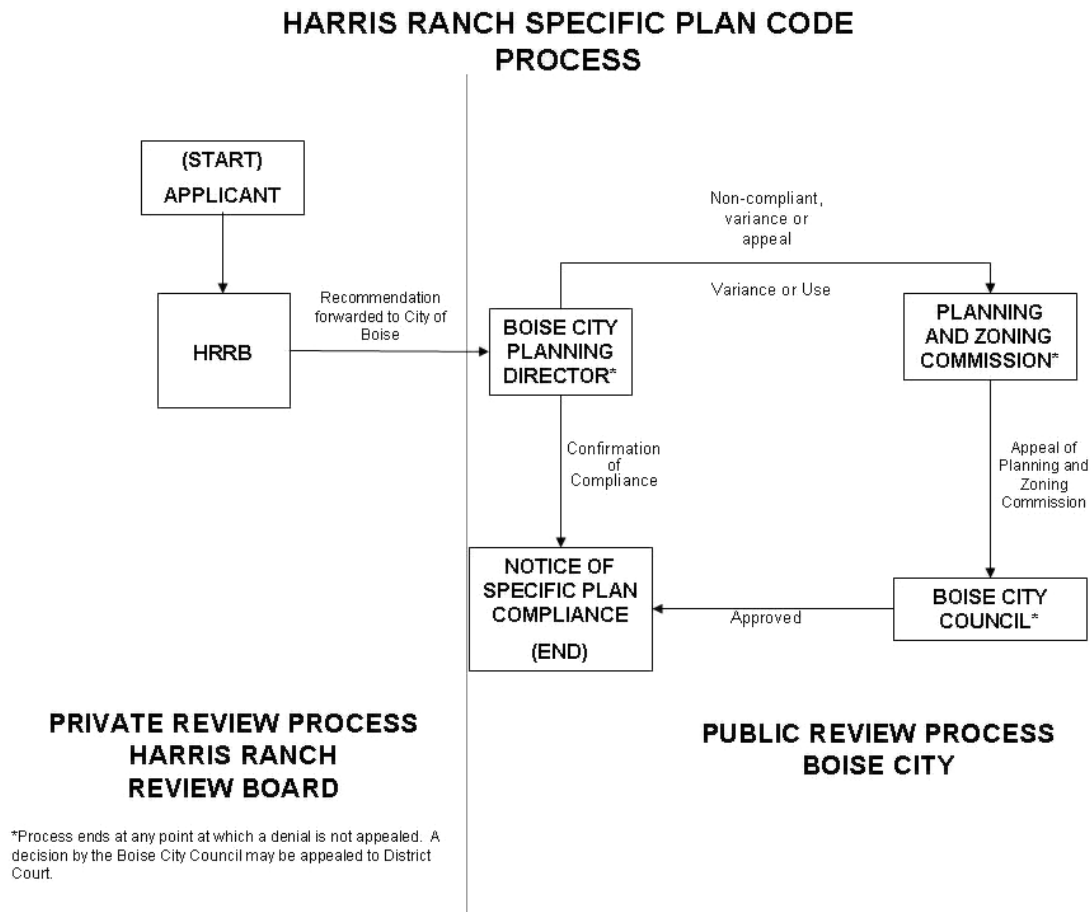 HARRIS RANCH SPECIFIC PLAN CODE
PROCESS
(START)
APPLICANT
HRRB
Recommendation
forwarded to City of
Boise
BOISE CITY
PLANNING
DIRECTOR*
Non-compliant,
variance or
appeal
Variance or Use
PLANNING
AND ZONING
COMMISSION*
Confirmation
of
Compliance
Appeal of
Planning and
Zoning
Commission
NOTICE OF
SPECIFIC PLAN
COMPLIANCE
(END)
Approved
BOISE CITY
COUNCIL*
PRIVATE REVIEW PROCESS
HARRIS RANCH
REVIEW BOARD
PUBLIC REVIEW PROCESS
BOISE CITY
*Process ends at any point at which a denial is not appealed. A
decision by the Boise City Council may be appealed to District
Court.